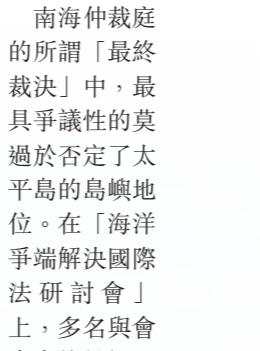 南海仲裁庭
的所謂「最終
裁決」中，最
具爭議性的莫
過於否定了太
平島的島嶼地
位。在「海洋
爭端解決國際
法研討會」
上，多名與會